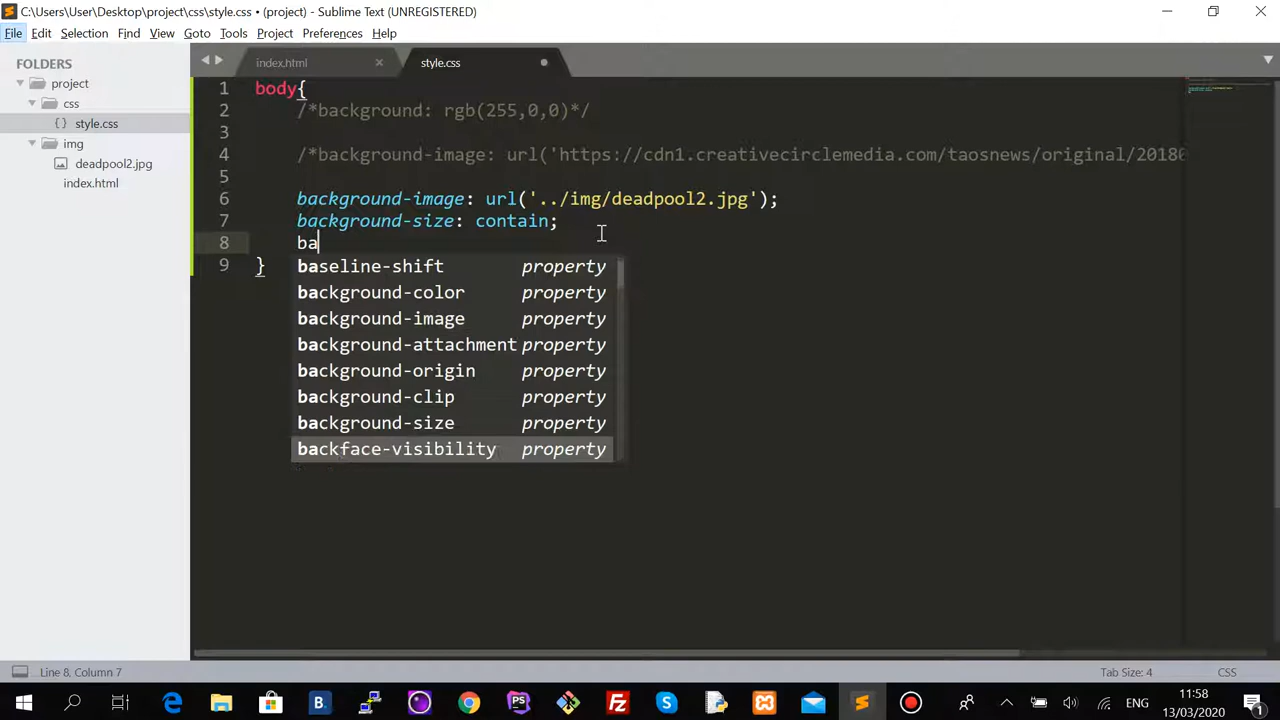 C:\Users\User\Desktop\project\css\style.css • (project) - Sublime Text (UNREGISTERED)
File Edit Selection Find View Goto Tools Project Preferences Help
FOLDERS
project
css
style.css
img
deadpool2.jpg
index.html
index.html style.css
1 body{
2 /*background: rgb(255,0,0)*/
3
4 /*background-image: url('https://cdn1.creativecirclemedia.com/taosnews/original/20180
5
6 background-image: url('../img/deadpool2.jpg');
7 background-size: contain;
8 ba
9 }
baseline-shift property
background-color property
background-image property
background-attachment property
background-origin property
background-clip property
background-size property
backface-visibility property
Line 8, Column 7 Tab Size: 4 CSS
ENG 11:58
13/03/2020